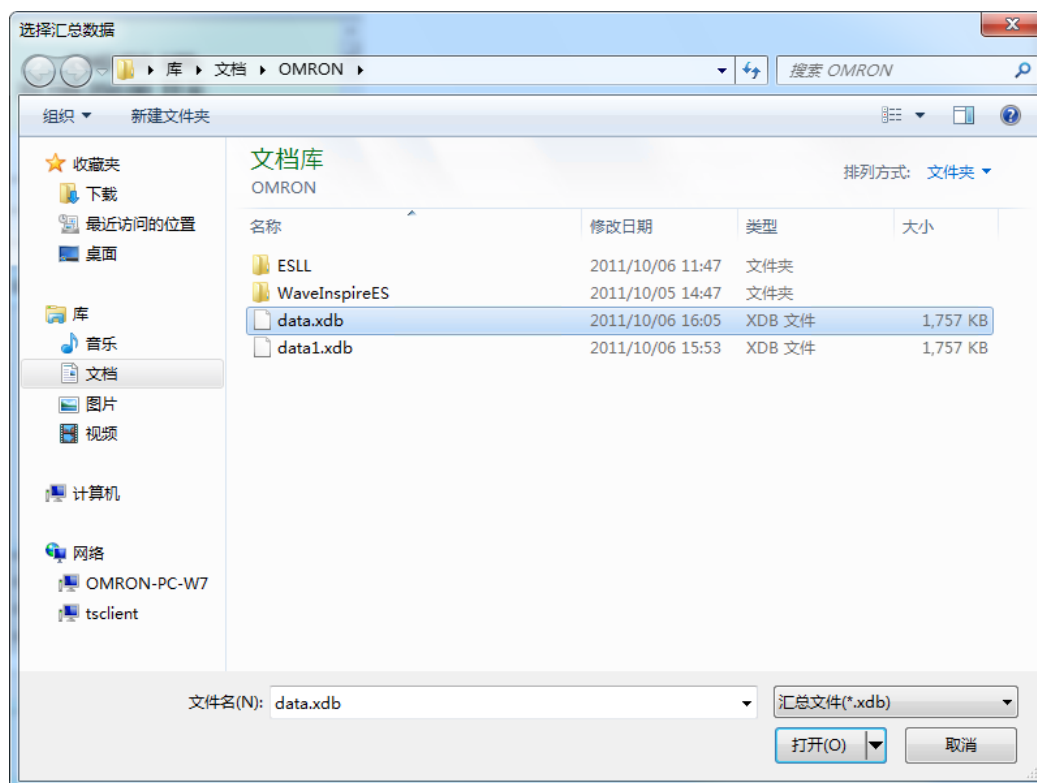 选择汇总数据
库 文档 OMRON
搜索 OMRON
组织 新建文件夹
收藏夹
下载
最近访问的位置
桌面
库
音乐
文档
图片
视频
计算机
网络
OMRON-PC-W7
tsclient
文档库
OMRON
排列方式: 文件夹
名称 修改日期 类型 大小
ESLL 2011/10/06 11:47 文件夹
WaveInspireES 2011/10/05 14:47 文件夹
data.xdb 2011/10/06 16:05 XDB 文件 1,757 KB
data1.xdb 2011/10/06 15:53 XDB 文件 1,757 KB
文件名(N): data.xdb 汇总文件(*.xdb)
打开(O) 取消